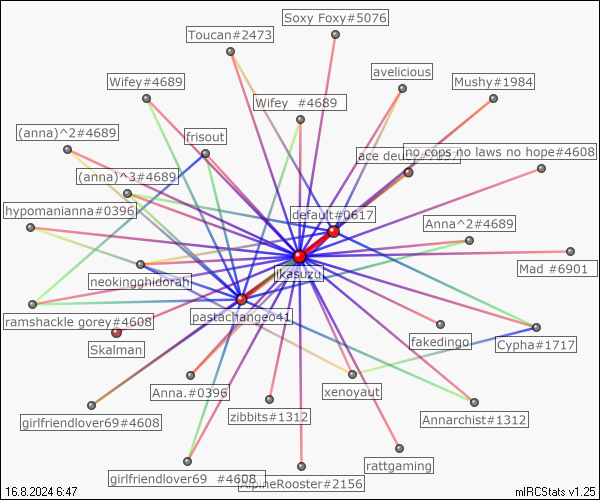 Soxy Foxy#5076
Toucan#2473
avelicious
Wifey#4689
Mushy#1984
Wifey #4689
(anna)^2#4689
frisout
no cops no laws no hope#4608
ace deuce
(anna)^3#4689
hypomanianna#0396
default#0617
Anna^2#4689
Mad #6901
neokingghidorah
ikasuzu
ramshackle gorey#4608
pastachangeo41
Skalman
fakedingo
Cypha#1717
Anna.#0396
xenoyaut
girlfriendlover69#4608
zibbits#1312
Annarchist#1312
rattgaming
girlfriendlover69 #4608
AlpineRooster#2156
16.8.2024 6:47
mIRCStats v1.25